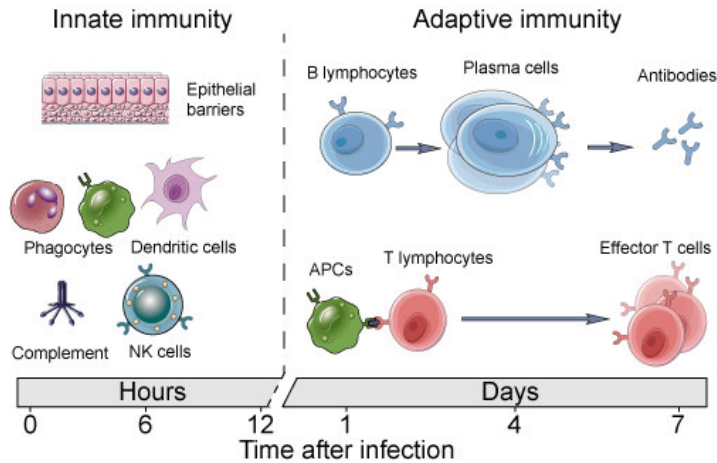 Innate immunity
Adaptive immunity
Epithelial
barriers
B lymphocytes
Plasma cells
Antibodies
Phagocytes
Dendritic cells
APCs
T lymphocytes
Effector T cells
Complement
NK cells
Hours
Days
0 6 12 1 4 7
Time after infection